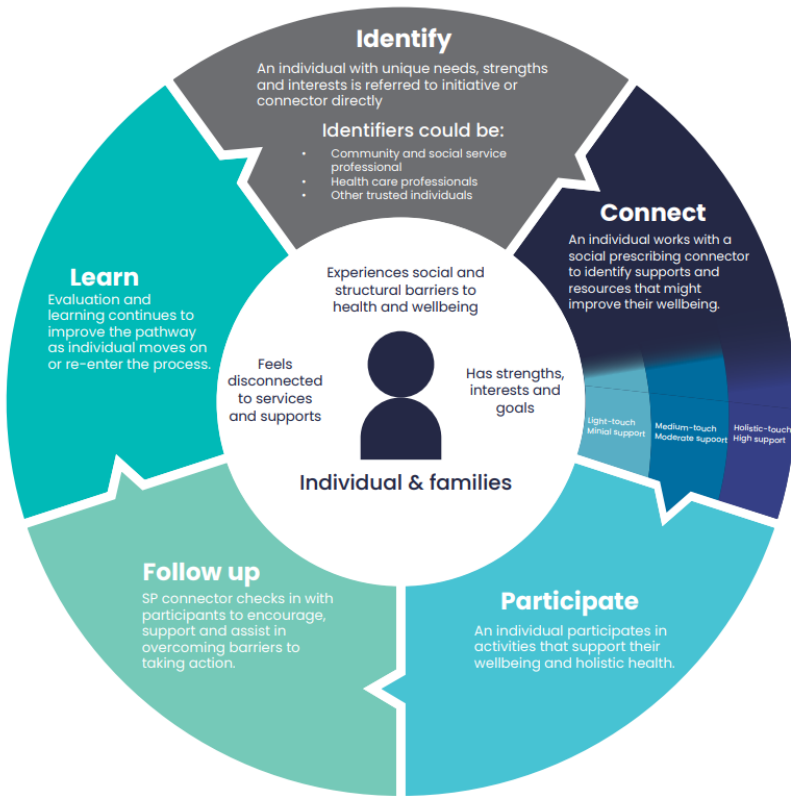 Identify
An individual with unique needs, strengths
and interests is referred to initiative or
connector directly
Identifiers could be:
• Community and social service
professional
• Health care professionals
• Other trusted individuals
Connect
An individual works with a
social prescribing connector
to identify supports and
resources that might
improve their wellbeing.
Light-touch
Minial support
Medium-touch
Moderate support
Holistic-touch
High support
Participate
An individual participates in
activities that support their
wellbeing and holistic health.
Follow up
SP connector checks in with
participants to encourage,
support and assist in
overcoming barriers to
taking action.
Learn
Evaluation and
learning continues to
improve the pathway
as individual moves on
or re-enter the process.
Experiences social and
structural barriers to
health and wellbeing
Feels
disconnected
to services
and supports
Has strengths,
interests and
goals
Individual & families